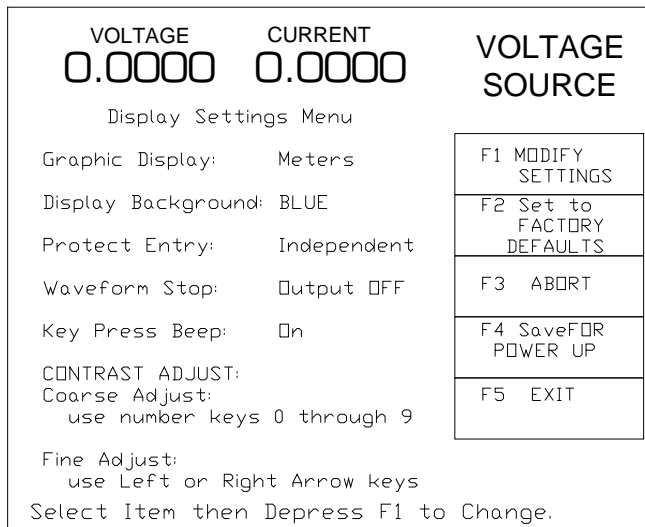 VOLTAGE CURRENT
0.0000 0.0000
VOLTAGE
SOURCE
Display Settings Menu
Graphic Display: Meters
Display Background: BLUE
Protect Entry: Independent
Waveform Stop: Output OFF
Key Press Beep: On
CONTRAST ADJUST:
Coarse Adjust:
use number keys 0 through 9
Fine Adjust:
use Left or Right Arrow keys
F1 MODIFY
SETTINGS
F2 Set to
FACTORY
DEFAULTS
F3 ABORT
F4 SaveFOR
POWER UP
F5 EXIT
Select Item then Depress F1 to Change.